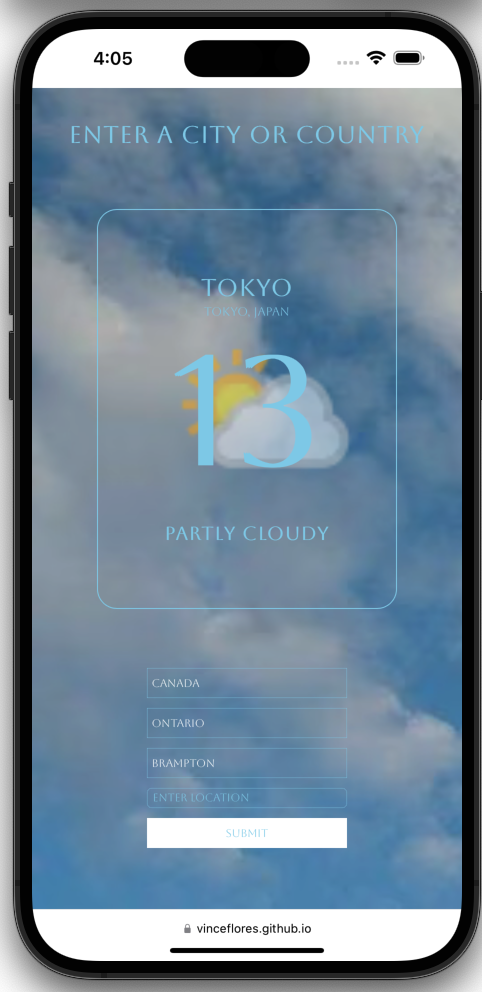 4:05
ENTER A CITY OR COUNTRY
TOKYO
TOKYO, JAPAN
13
PARTLY CLOUDY
CANADA
ONTARIO
BRAMPTON
ENTER LOCATION
SUBMIT
vinceflores.github.io